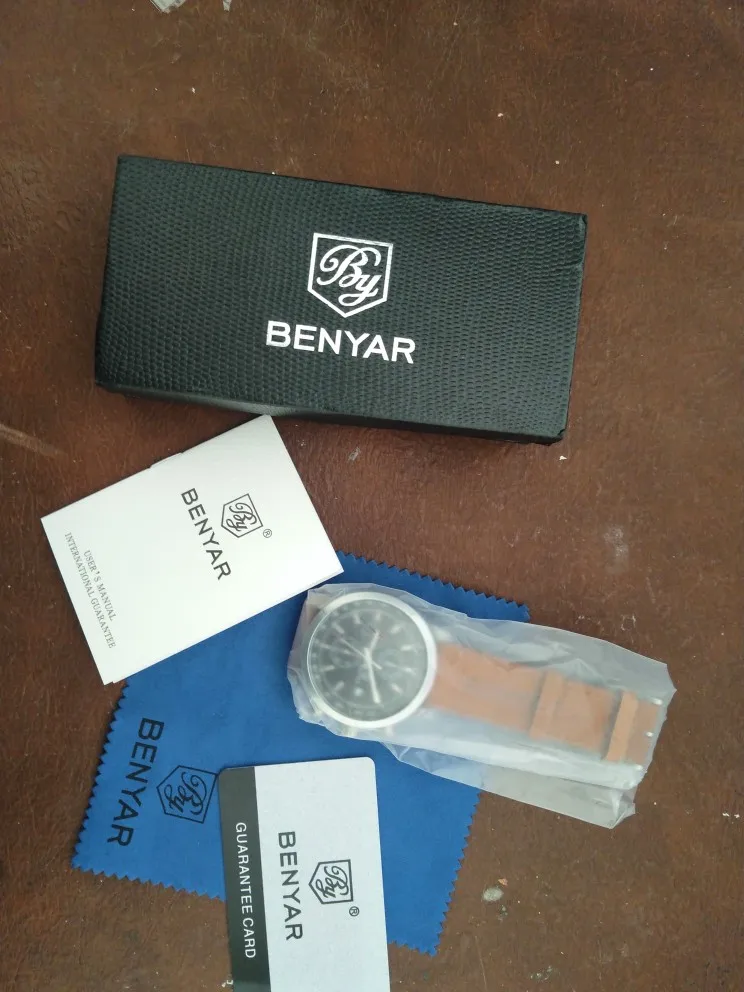 By
BENYAR
By®
BENYAR
USER'S MANUAL
INTERNATIONAL GUARANTEE
By
BENYAR
By®
BENYAR
GUARANTEE CARD